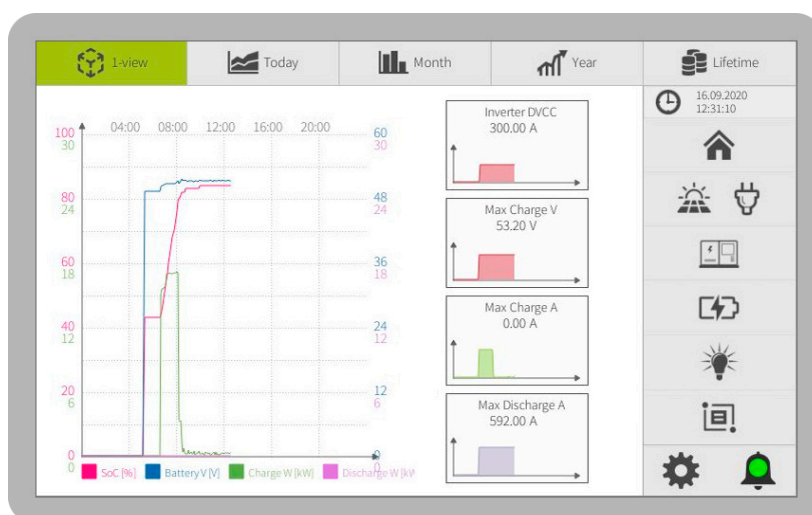 1-view
Today
Month
Year
Lifetime
16.09.2020
12:31:10
04:00 08:00 12:00 16:00 20:00
100 60
30 30
80 48
24 24
60 36
18 18
40 24
12 12
20 12
6 6
0 0
0 0
SoC [%] Battery V [V] Charge W [kW] Discharge W [kW
Inverter DVCC
300.00 A
Max Charge V
53.20 V
Max Charge A
0.00 A
Max Discharge A
592.00 A